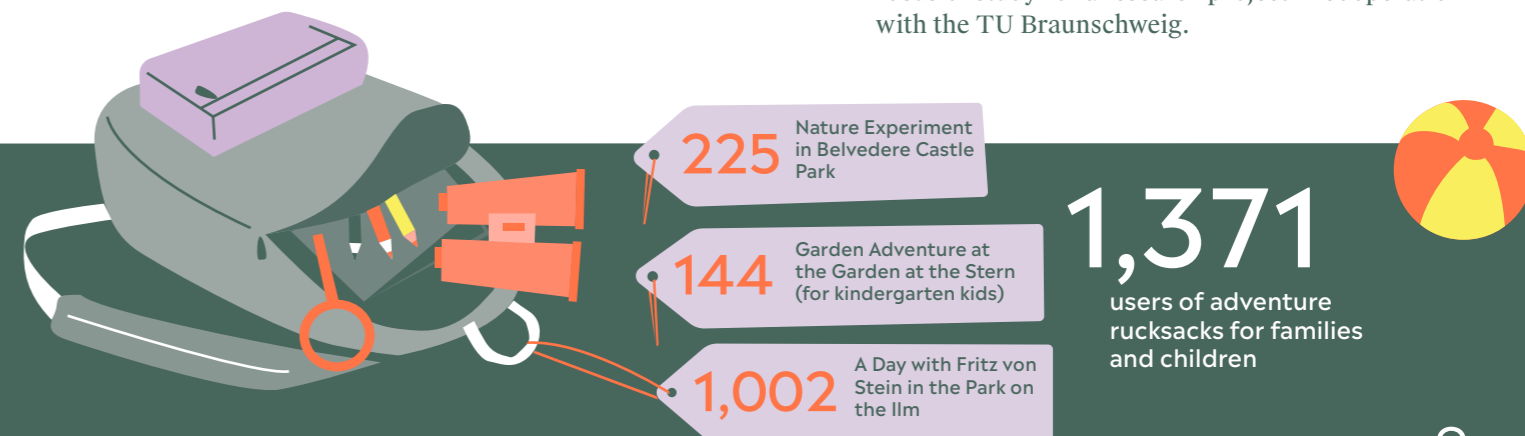 with the TU Braunschweig.
225
Nature Experiment
in Belvedere Castle
Park
144
Garden Adventure at
the Garden at the Stern
(for kindergarten kids)
1,002
A Day with Fritz von
Stein in the Park on
the Ilm
1,371
users of adventure
rucksacks for families
and children